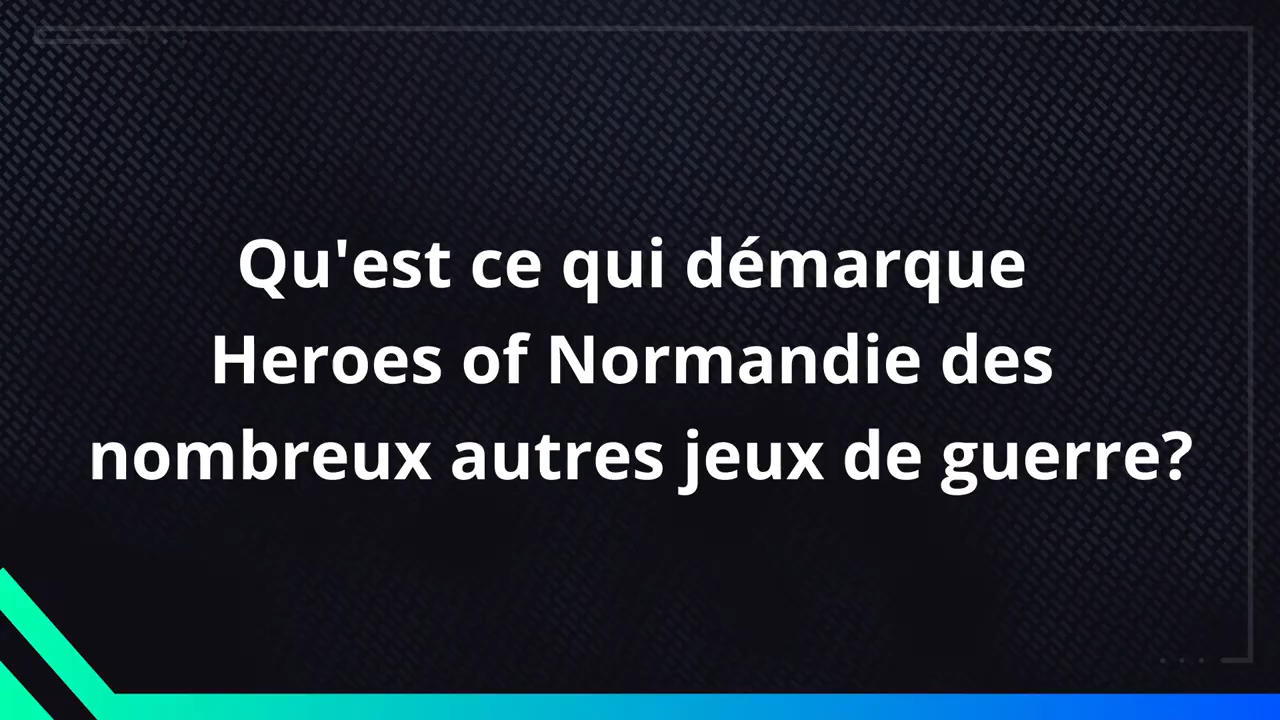 Qu'est ce qui démarque
Heroes of Normandie des
nombreux autres jeux de guerre?